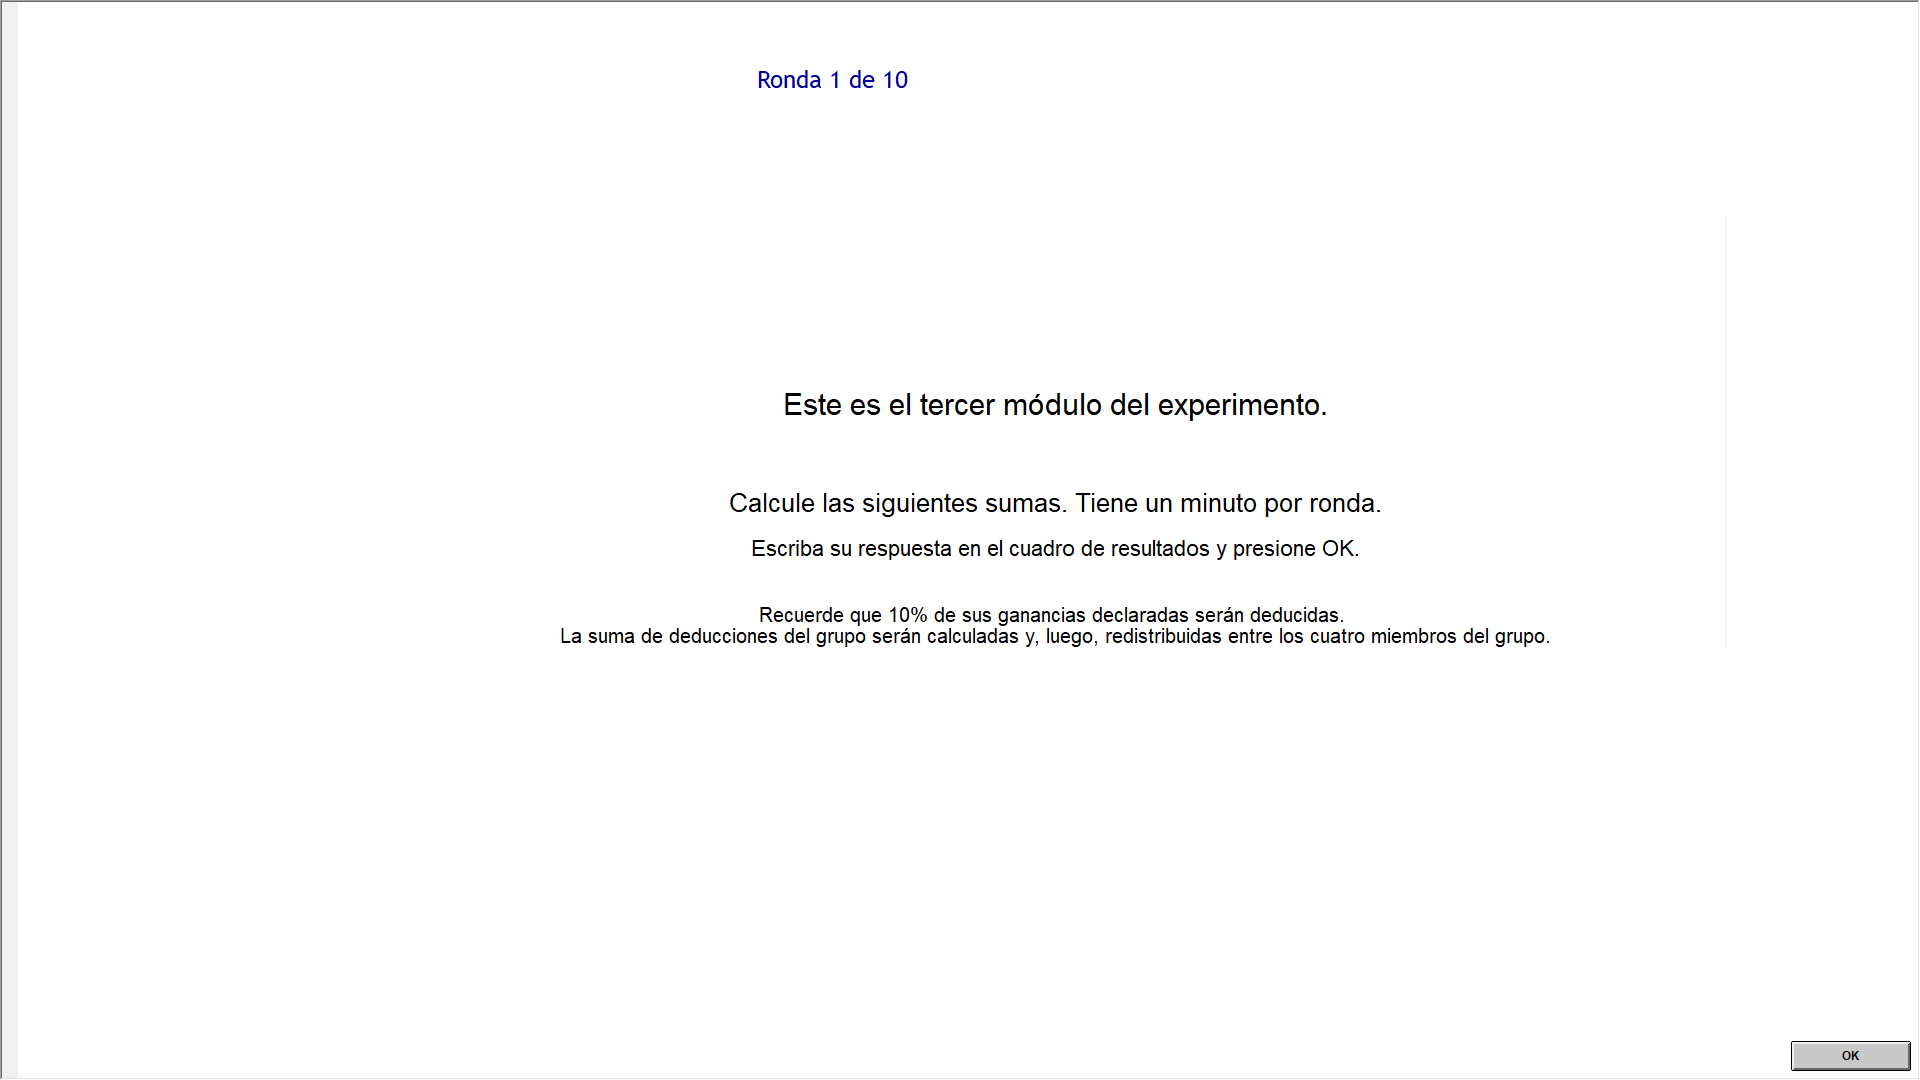 Ronda 1 de 10
Este es el tercer módulo del experimento.
Calcule las siguientes sumas. Tiene un minuto por ronda.
Escriba su respuesta en el cuadro de resultados y presione OK.
Recuerde que 10% de sus ganancias declaradas serán deducidas.
La suma de deducciones del grupo serán calculadas y, luego, redistribuidas entre los cuatro miembros del grupo.
OK